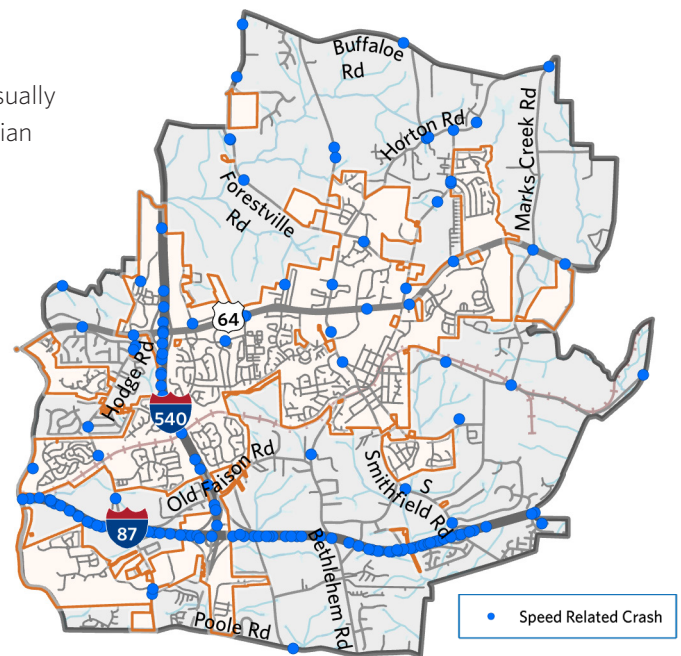 sually
ian
Buffaloe
Rd
Horton Rd
Marks Creek Rd
Forestville
Rd
64
Hodge Rd
540
Old Faison Rd
S
Smithfield Rd
87
Bethlehem Rd
Poole Rd
Speed Related Crash